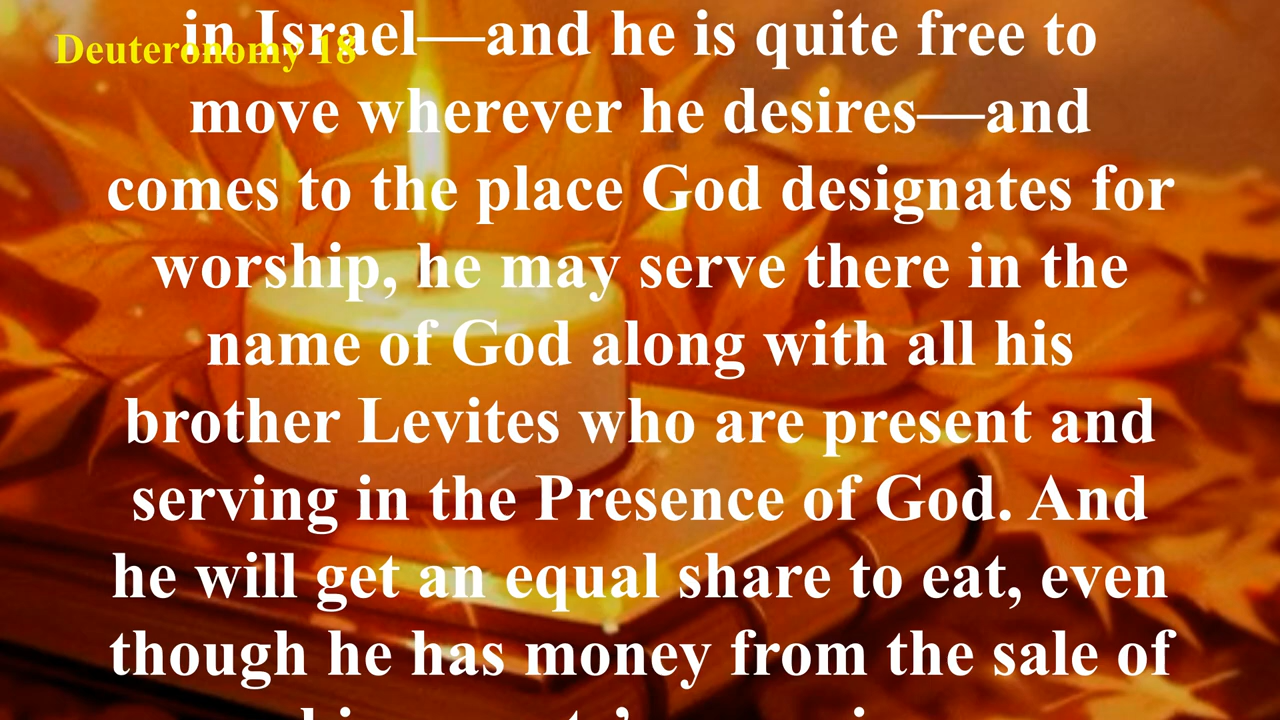 Deuteronomy 18
in Israel—and he is quite free to
move wherever he desires—and
comes to the place God designates for
worship, he may serve there in the
name of God along with all his
brother Levites who are present and
serving in the Presence of God. And
he will get an equal share to eat, even
though he has money from the sale of